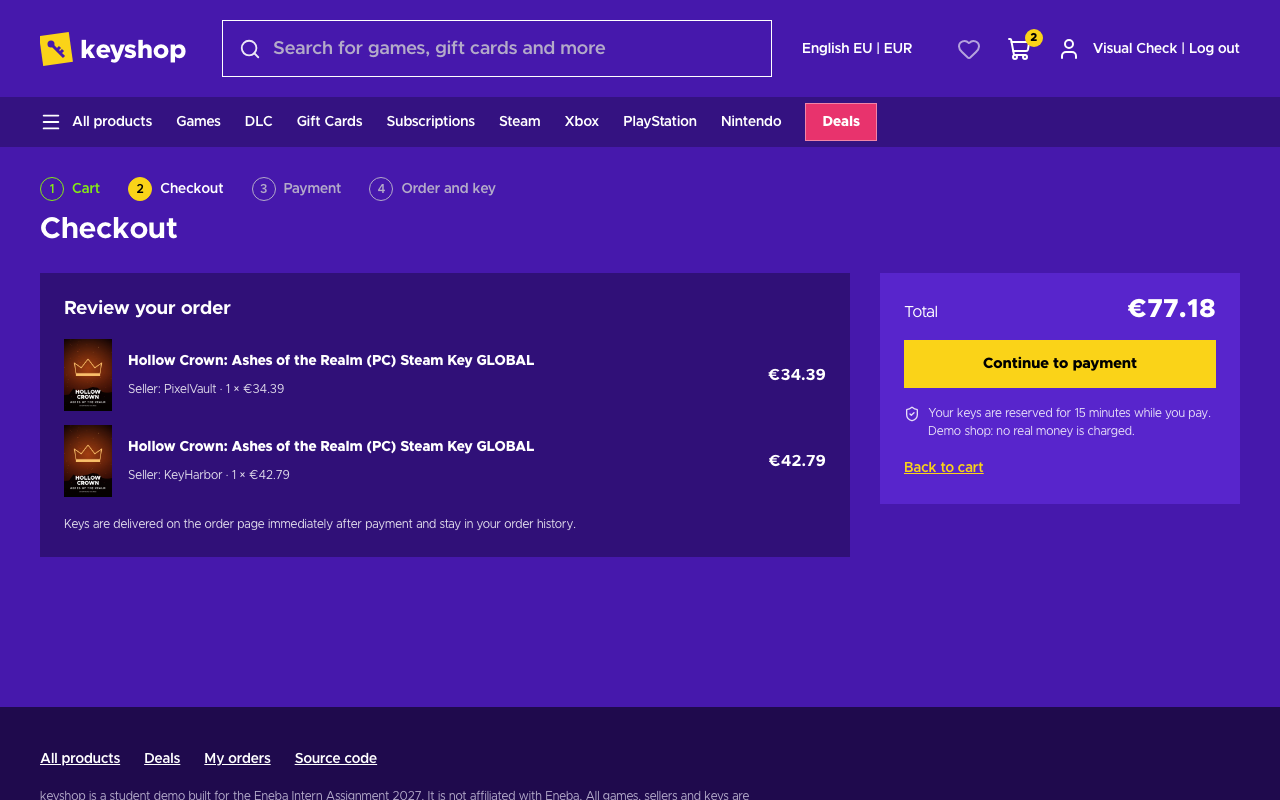 keyshop
Search for games, gift cards and more
English EU | EUR
2
Visual Check | Log out
All products
Games
DLC
Gift Cards
Subscriptions
Steam
Xbox
PlayStation
Nintendo
Deals
1 Cart
2 Checkout
3 Payment
4 Order and key
Checkout
Review your order
HOLLOW
CROWN
Hollow Crown: Ashes of the Realm (PC) Steam Key GLOBAL
Seller: PixelVault · 1 × €34.39
€34.39
HOLLOW
CROWN
Hollow Crown: Ashes of the Realm (PC) Steam Key GLOBAL
Seller: KeyHarbor · 1 × €42.79
€42.79
Keys are delivered on the order page immediately after payment and stay in your order history.
Total
€77.18
Continue to payment
Your keys are reserved for 15 minutes while you pay.
Demo shop: no real money is charged.
Back to cart
All products
Deals
My orders
Source code
keyshop is a student demo built for the Eneba Intern Assignment 2027. It is not affiliated with Eneba. All games, sellers and keys are